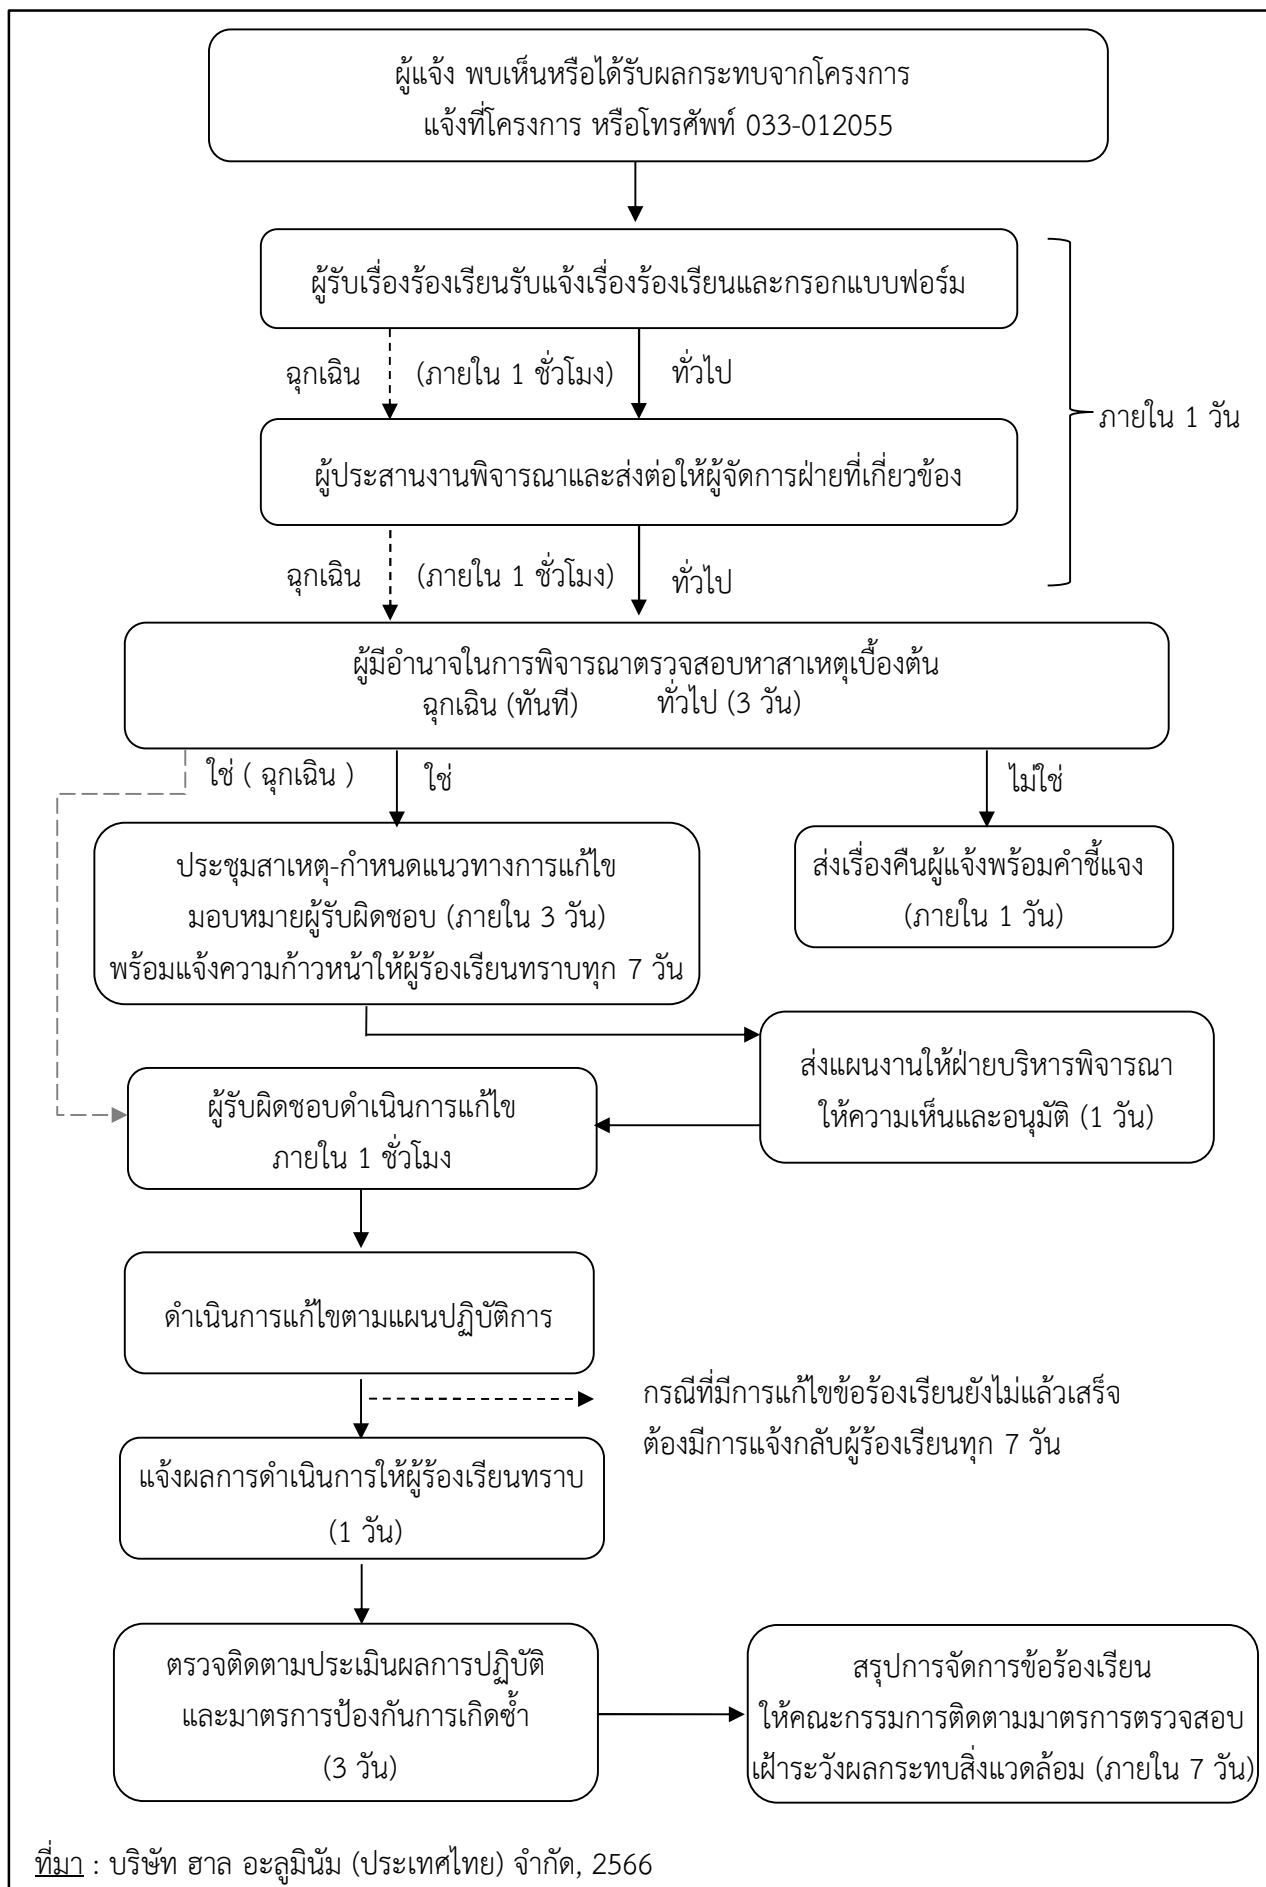 ผู้แจ้ง พบเห็นหรือได้รับผลกระทบจากโครงการ
แจ้งที่โครงการ หรือโทรศัพท์ 033-012055
ผู้รับเรื่องร้องเรียนรับแจ้งเรื่องร้องเรียนและกรอกแบบฟอร์ม
ฉุกเฉิน (ภายใน 1 ชั่วโมง) ทั่วไป
ภายใน 1 วัน
ผู้ประสานงานพิจารณาและส่งต่อให้ผู้จัดการฝ่ายที่เกี่ยวข้อง
ฉุกเฉิน (ภายใน 1 ชั่วโมง) ทั่วไป
ผู้มีอำนาจในการพิจารณาตรวจสอบหาสาเหตุเบื้องต้น
ฉุกเฉิน (ทันที) ทั่วไป (3 วัน)
ใช่ ( ฉุกเฉิน ) ใช่ ไม่ใช่
ประชุมสาเหตุ-กำหนดแนวทางการแก้ไข
มอบหมายผู้รับผิดชอบ (ภายใน 3 วัน)
พร้อมแจ้งความก้าวหน้าให้ผู้ร้องเรียนทราบทุก 7 วัน
ส่งเรื่องคืนผู้แจ้งพร้อมคำชี้แจง
(ภายใน 1 วัน)
ส่งแผนงานให้ฝ่ายบริหารพิจารณา
ให้ความเห็นและอนุมัติ (1 วัน)
ผู้รับผิดชอบดำเนินการแก้ไข
ภายใน 1 ชั่วโมง
ดำเนินการแก้ไขตามแผนปฏิบัติการ
กรณีที่มีการแก้ไขข้อร้องเรียนยังไม่แล้วเสร็จ
ต้องมีการแจ้งกลับผู้ร้องเรียนทุก 7 วัน
แจ้งผลการดำเนินการให้ผู้ร้องเรียนทราบ
(1 วัน)
ตรวจติดตามประเมินผลการปฏิบัติ
และมาตรการป้องกันการเกิดซ้ำ
(3 วัน)
สรุปการจัดการข้อร้องเรียน
ให้คณะกรรมการติดตามมาตรการตรวจสอบ
เฝ้าระวังผลกระทบสิ่งแวดล้อม (ภายใน 7 วัน)
ที่มา : บริษัท ฮาล อะลูมินัม (ประเทศไทย) จำกัด, 2566